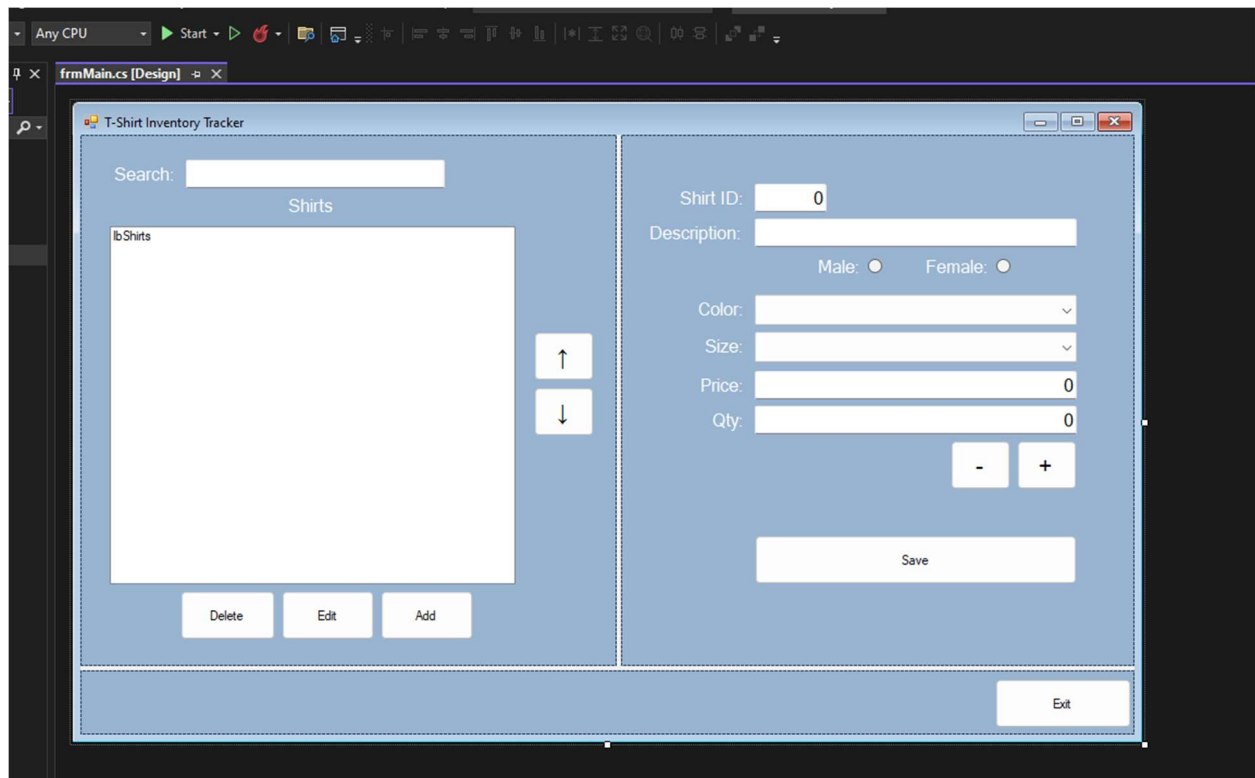 Any CPU Start
frmMain.cs [Design]
T-Shirt Inventory Tracker
Search:
Shirts
lbShirts
↑
↓
Delete Edit Add
Shirt ID: 0
Description:
Male: Female:
Color:
Size:
Price: 0
Qty: 0
- +
Save
Exit